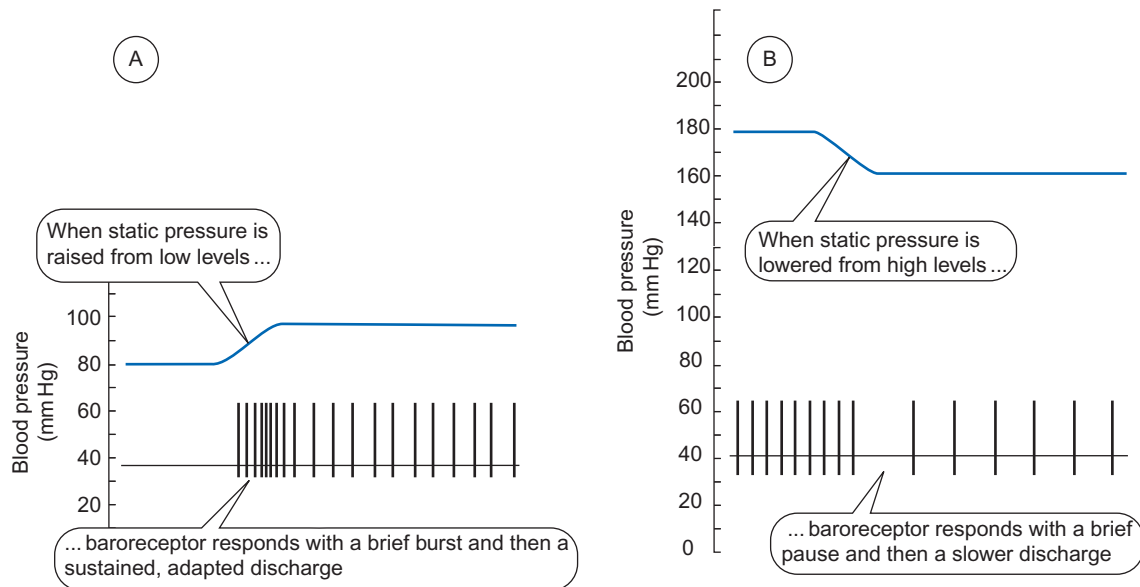 A
When static pressure is
raised from low levels ...
100
80
60
40
20
Blood pressure
(mm Hg)
... baroreceptor responds with a brief burst and then a
sustained, adapted discharge
B
200
180
160
140
120
100
80
60
40
20
0
Blood pressure
(mm Hg)
When static pressure is
lowered from high levels ...
... baroreceptor responds with a brief
pause and then a slower discharge